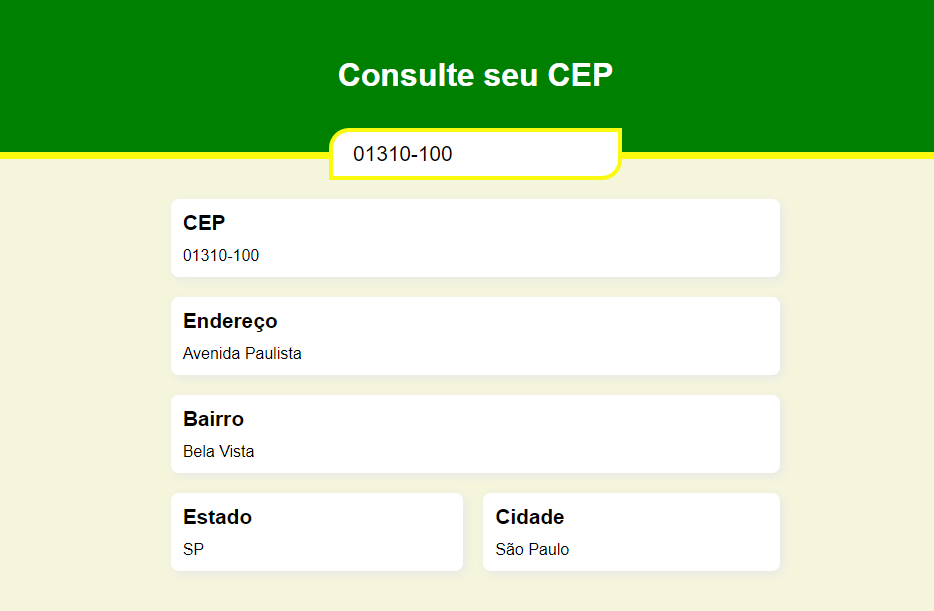 Consulte seu CEP
01310-100
CEP
01310-100
Endereço
Avenida Paulista
Bairro
Bela Vista
Estado
SP
Cidade
São Paulo